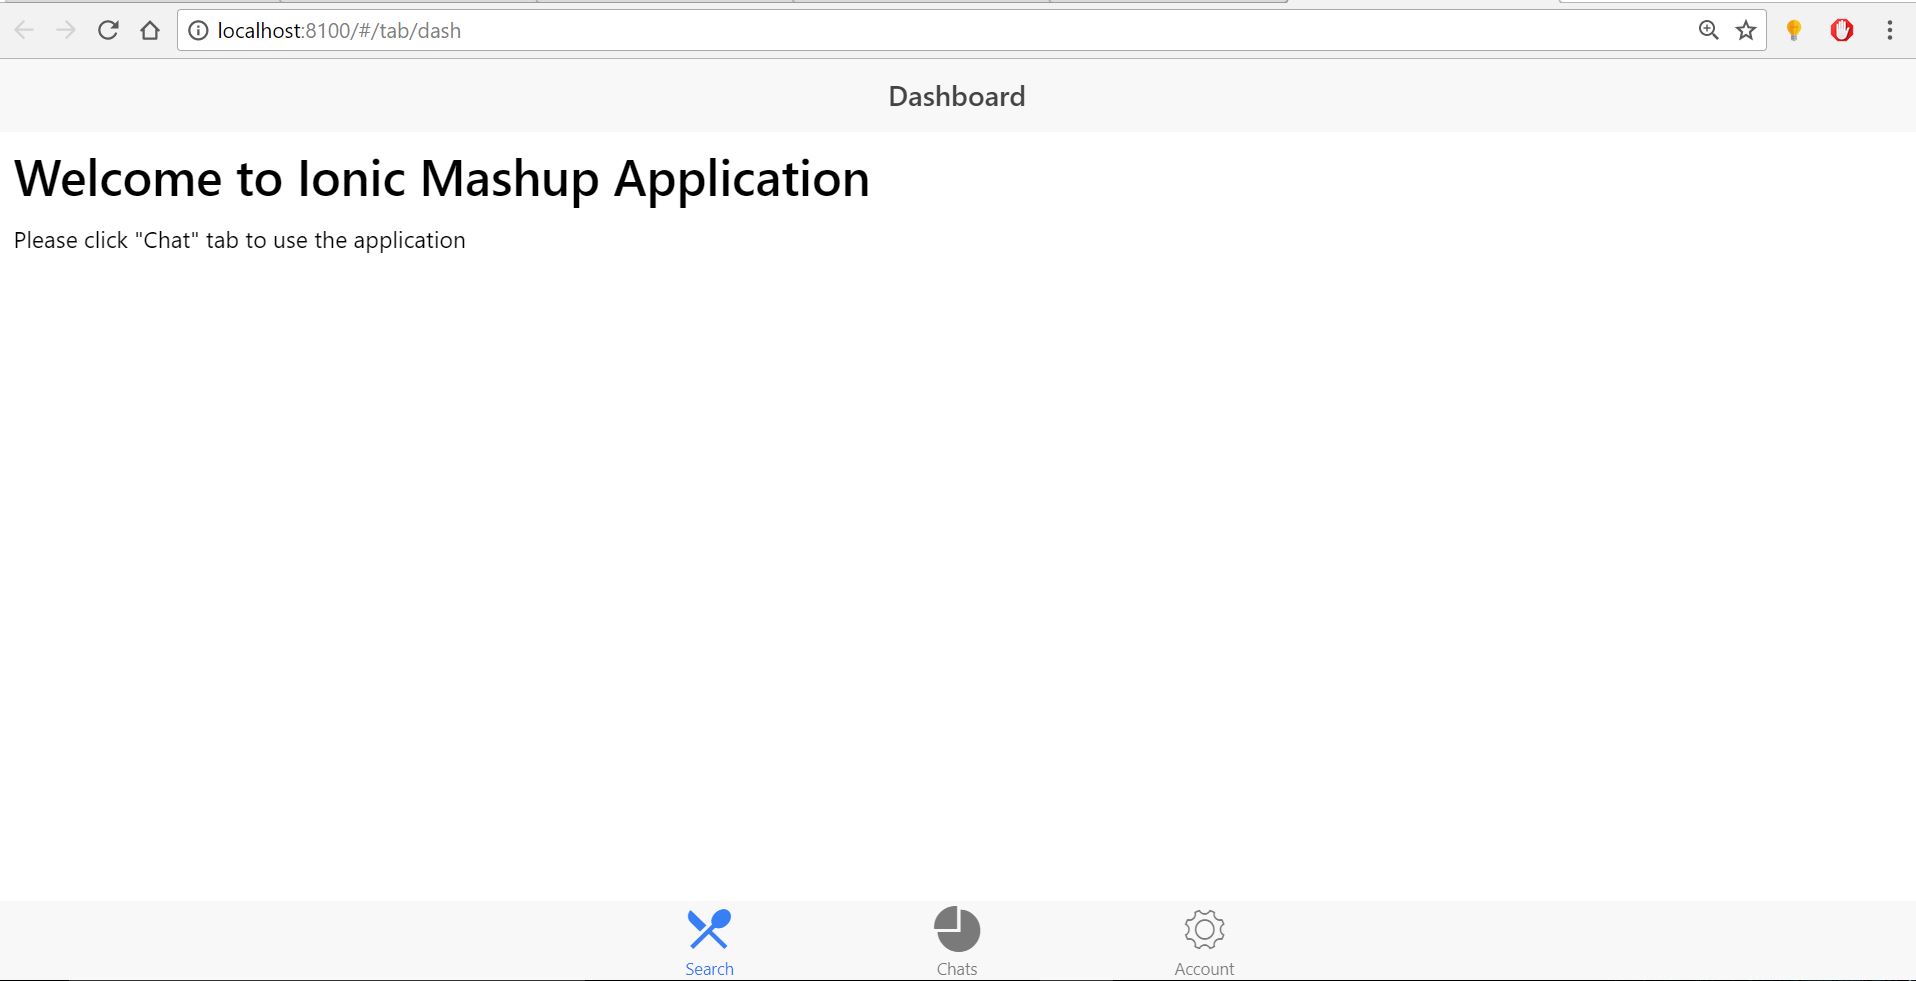 localhost:8100/#/tab/dash
Dashboard
Welcome to Ionic Mashup Application
Please click "Chat" tab to use the application
Search
Chats
Account